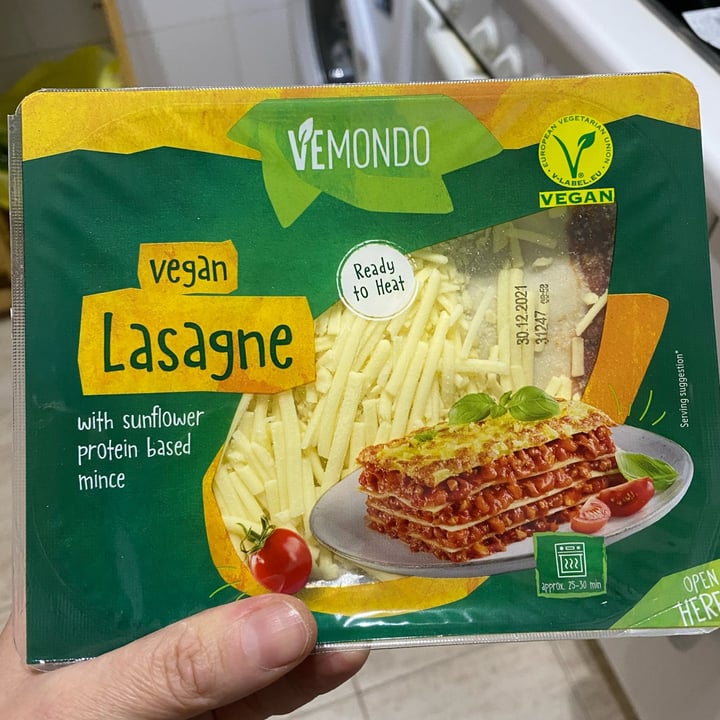 VEMONDO
EUROPEAN VEGETARIAN UNION
V-LABEL.EU
VEGAN
vegan
Lasagne
Ready
to Heat
with sunflower
protein based
mince
30.12.2021
31247
Serving suggestion*
approx. 25-30 min
OPEN
HERE